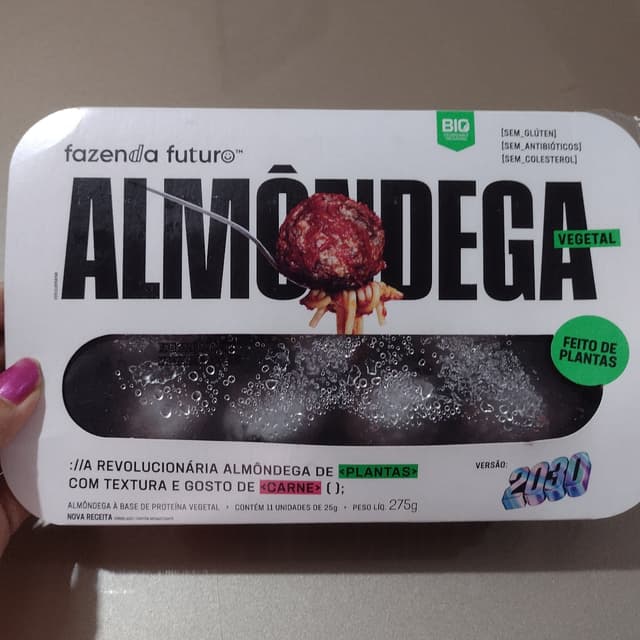 fazenda futuro™
BIO
[SEM_GLÚTEN]
[SEM_ANTIBIÓTICOS]
[SEM_COLESTEROL]
ALMÔNDEGA
VEGETAL
FEITO DE
PLANTAS
://A REVOLUCIONÁRIA ALMÔNDEGA DE <PLANTAS>
COM TEXTURA E GOSTO DE <CARNE> ( );
VERSÃO:
2030
ALMÔNDEGA À BASE DE PROTEÍNA VEGETAL • CONTÉM 11 UNIDADES DE 25g • PESO LÍQ. 275g
NOVA RECEITA